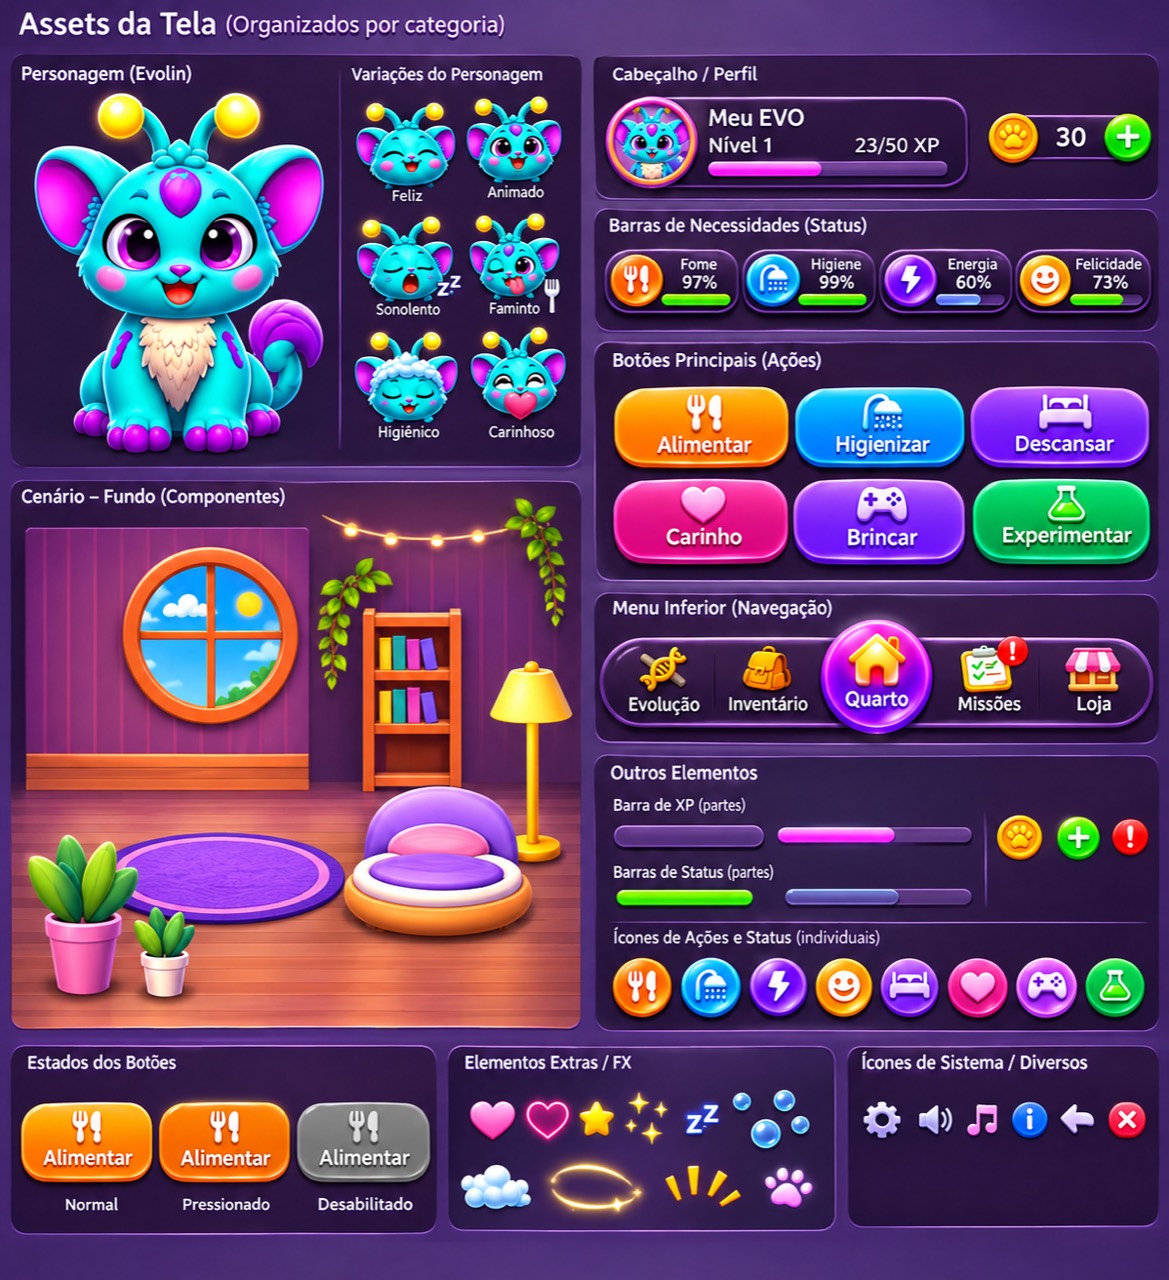 Assets da Tela (Organizados por categoria)
Personagem (Evolin)
Variações do Personagem
Feliz
Animado
Sonolento
zZ
Faminto
Higiênico
Carinhoso
Cabeçalho / Perfil
Meu EVO
Nível 1
23/50 XP
30
Barras de Necessidades (Status)
Fome
97%
Higiene
99%
Energia
60%
Felicidade
73%
Botões Principais (Ações)
Alimentar
Higienizar
Descansar
Carinho
Brincar
Experimentar
Cenário – Fundo (Componentes)
Menu Inferior (Navegação)
Evolução
Inventário
Quarto
Missões
!
Loja
Outros Elementos
Barra de XP (partes)
!
Barras de Status (partes)
Ícones de Ações e Status (individuais)
Estados dos Botões
Alimentar
Alimentar
Alimentar
Normal
Pressionado
Desabilitado
Elementos Extras / FX
zZ
Ícones de Sistema / Diversos
i